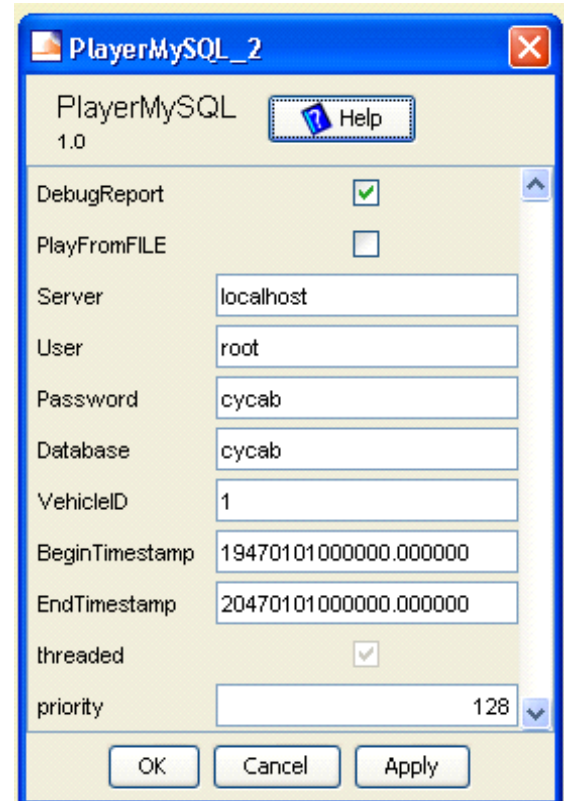 PlayerMySQL_2
PlayerMySQL
1.0
Help
DebugReport
PlayFromFILE
Server localhost
User root
Password cycab
Database cycab
VehicleID 1
BeginTimestamp 19470101000000.000000
EndTimestamp 20470101000000.000000
threaded
priority 128
OK Cancel Apply